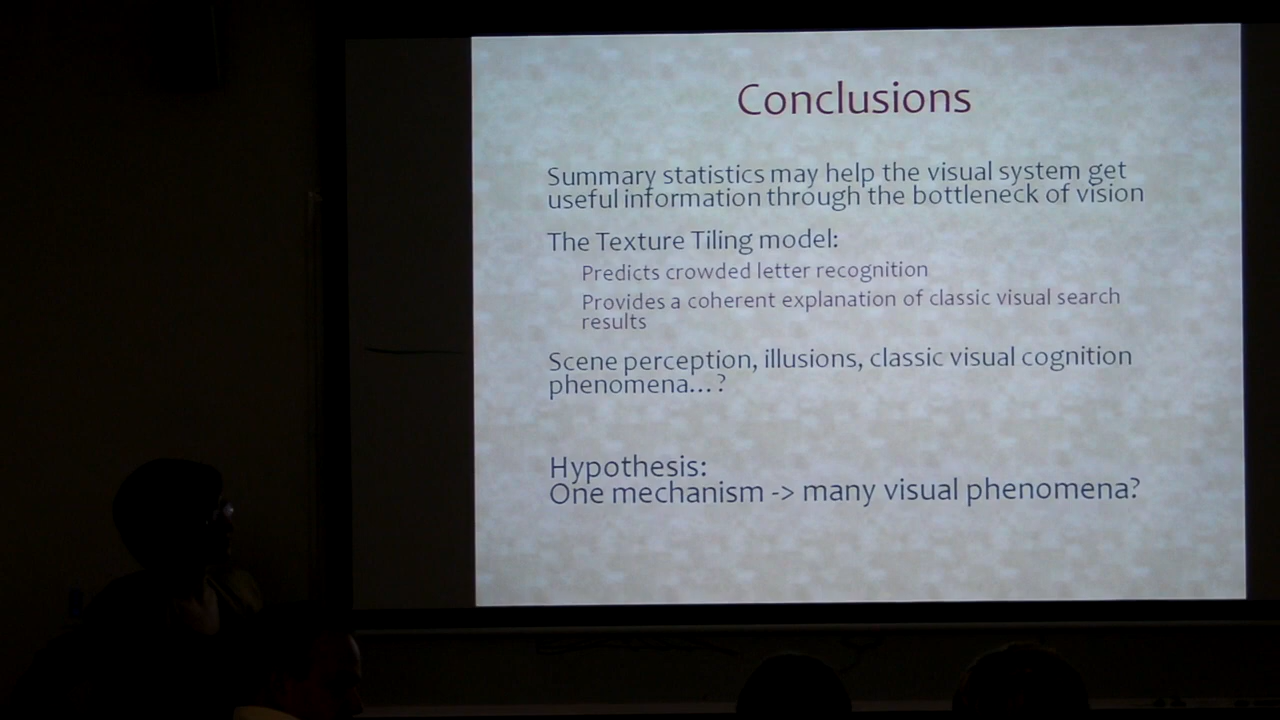 Conclusions
Summary statistics may help the visual system get
useful information through the bottleneck of vision
The Texture Tiling model:
Predicts crowded letter recognition
Provides a coherent explanation of classic visual search
results
Scene perception, illusions, classic visual cognition
phenomena...?
Hypothesis:
One mechanism -> many visual phenomena?